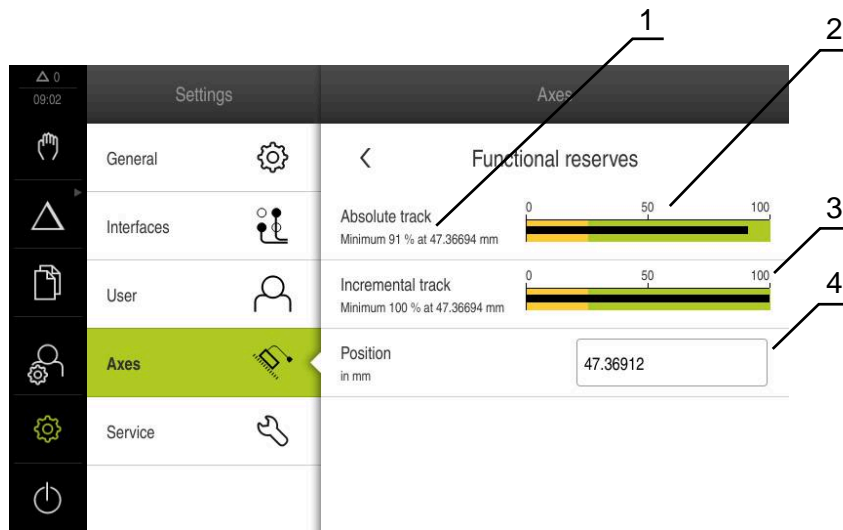 1
2
0
09:02
Settings
Axes
General
Functional reserves
Absolute track
Minimum 91 % at 47.36694 mm
0 50 100
3
Interfaces
Incremental track
Minimum 100 % at 47.36694 mm
0 50 100
4
User
Axes
Position
in mm
47.36912
Service